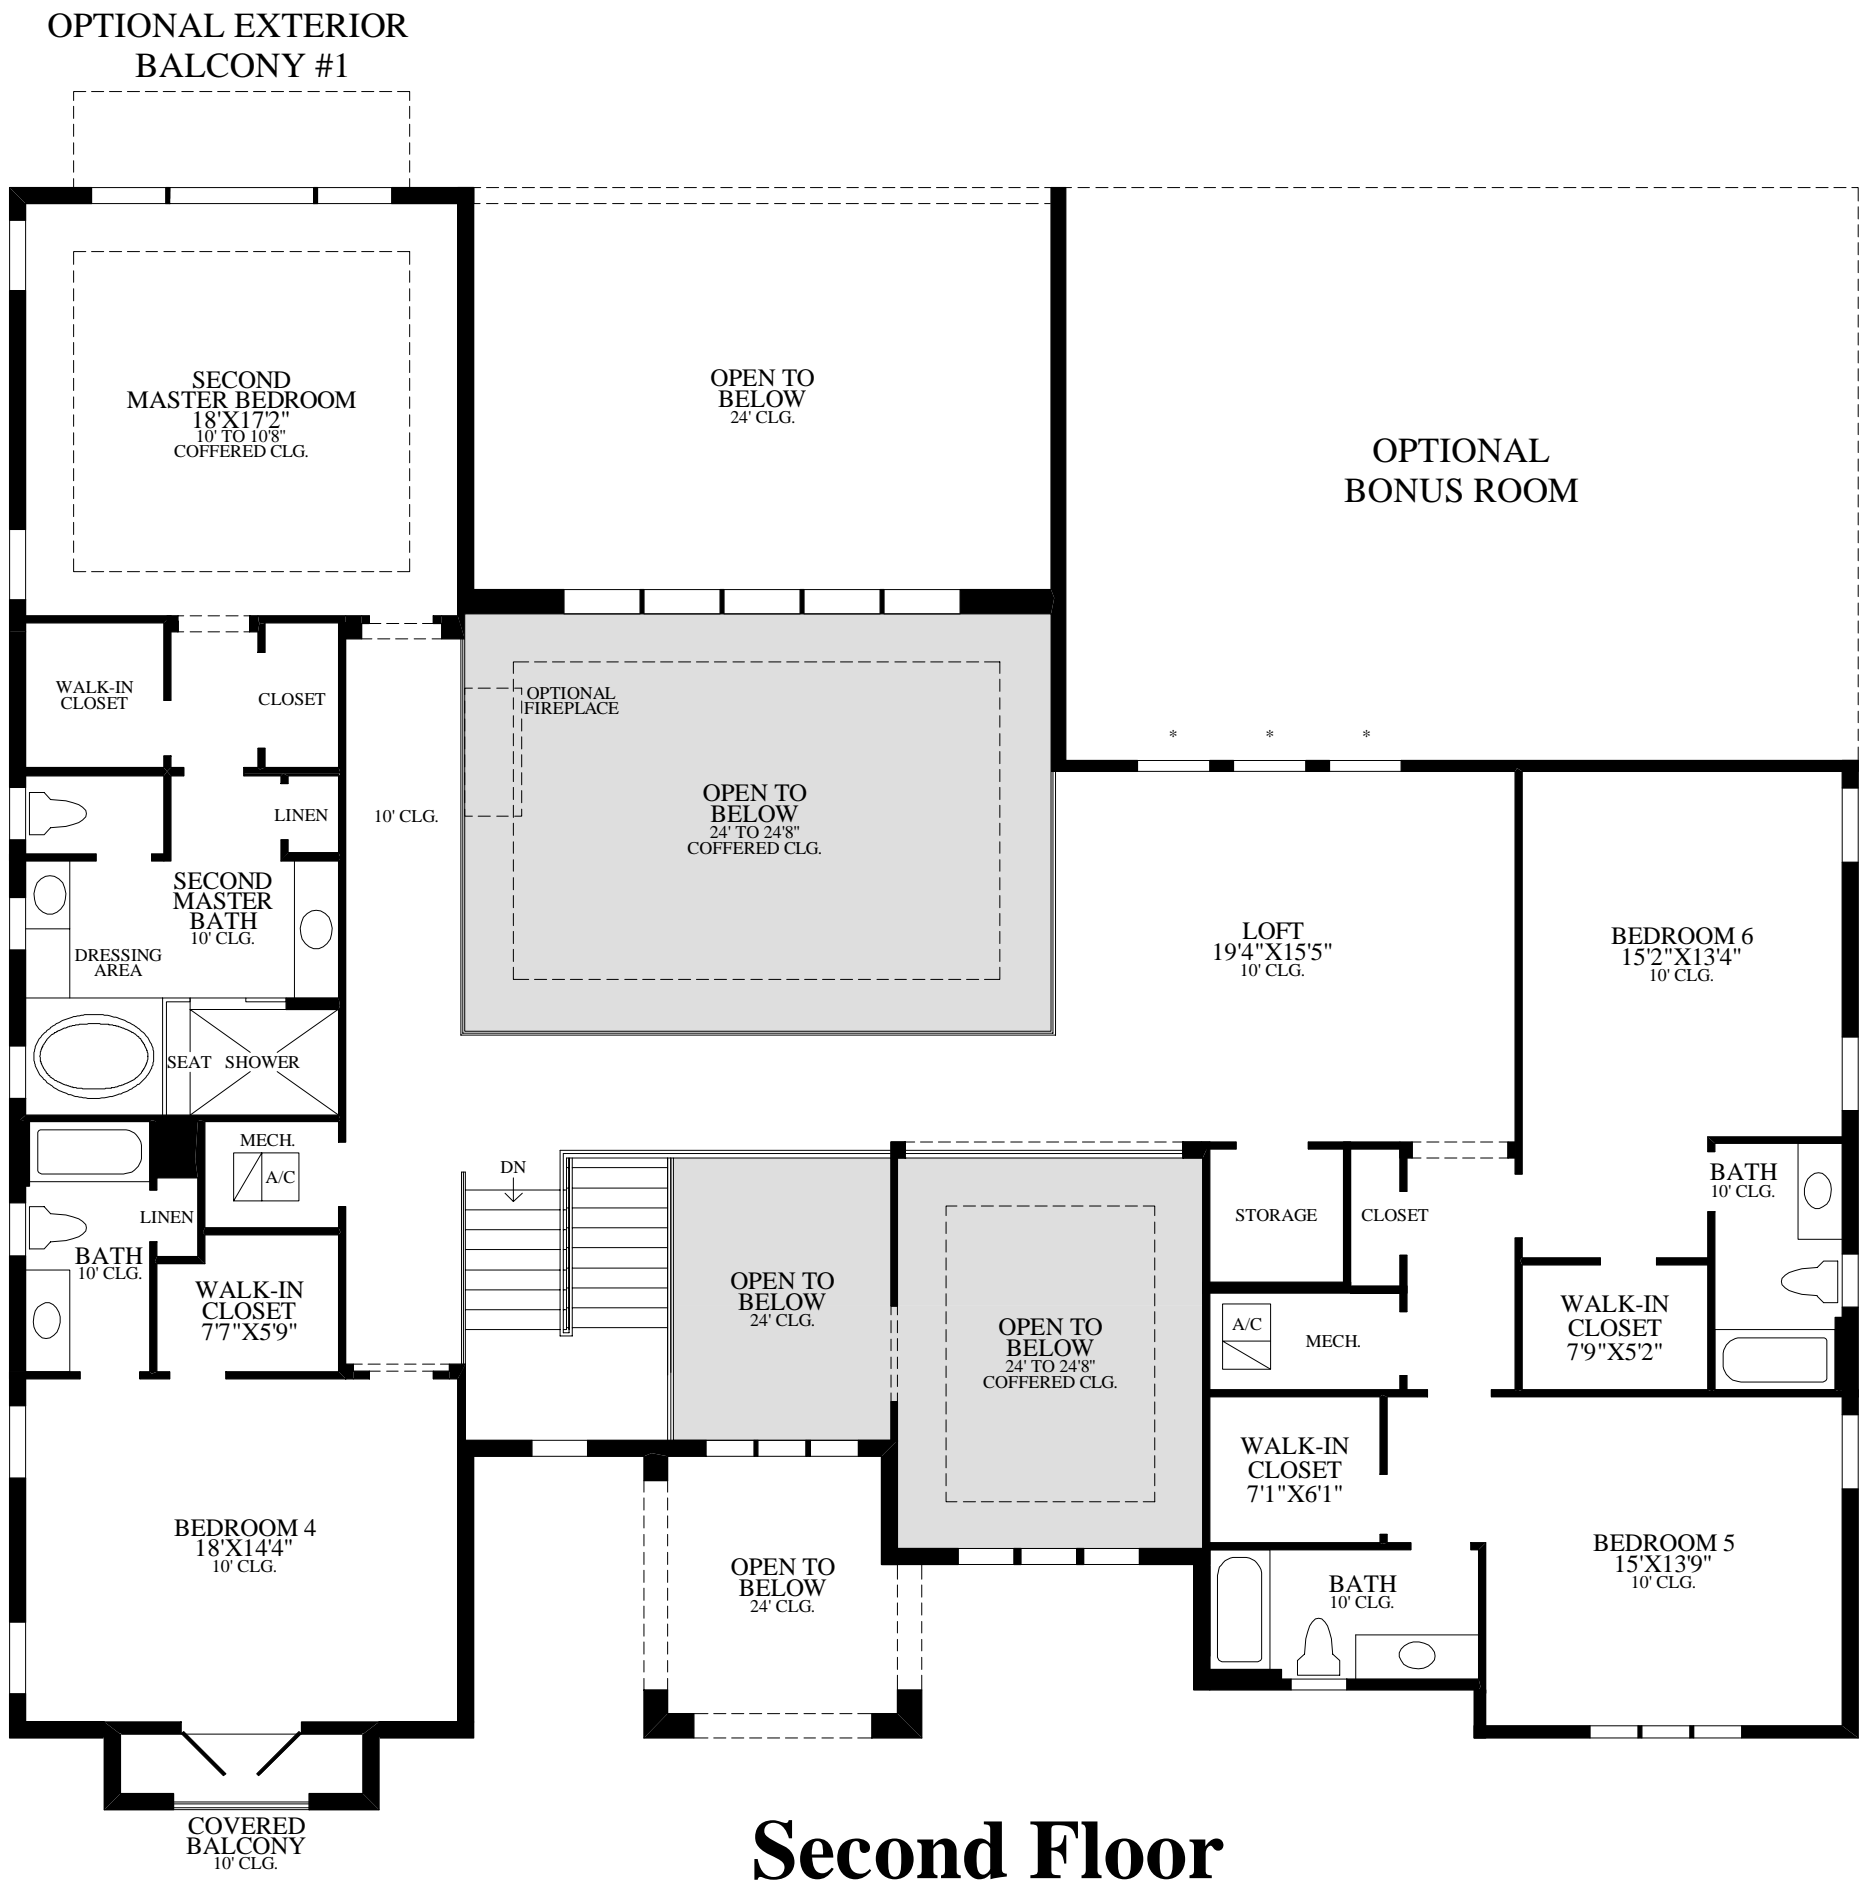 OPTIONAL EXTERIOR
BALCONY #1
SECOND
MASTER BEDROOM
18'X17'2"
10' TO 10'8"
COFFERED CLG.
OPEN TO
BELOW
24' CLG.
OPTIONAL
BONUS ROOM
WALK-IN
CLOSET
CLOSET
OPTIONAL
FIREPLACE
* * *
LINEN
10' CLG.
OPEN TO
BELOW
24' TO 24'8"
COFFERED CLG.
SECOND
MASTER
BATH
10' CLG.
DRESSING
AREA
LOFT
19'4"X15'5"
10' CLG.
BEDROOM 6
15'2"X13'4"
10' CLG.
SEAT
SHOWER
MECH.
A/C
DN
LINEN
BATH
10' CLG.
WALK-IN
CLOSET
7'7"X5'9"
OPEN TO
BELOW
24' CLG.
OPEN TO
BELOW
24' TO 24'8"
COFFERED CLG.
STORAGE
CLOSET
BATH
10' CLG.
A/C
MECH.
WALK-IN
CLOSET
7'9"X5'2"
WALK-IN
CLOSET
7'1"X6'1"
BEDROOM 4
18'X14'4"
10' CLG.
OPEN TO
BELOW
24' CLG.
BATH
10' CLG.
BEDROOM 5
15'X13'9"
10' CLG.
COVERED
BALCONY
10' CLG.
Second Floor